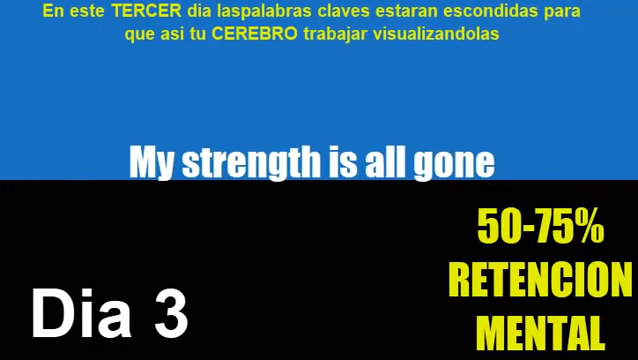 En este TERCER dia laspalabras claves estaran escondidas para
que asi tu CEREBRO trabajar visualizandolas
My strength is all gone
50-75%
RETENCION
MENTAL
Dia 3